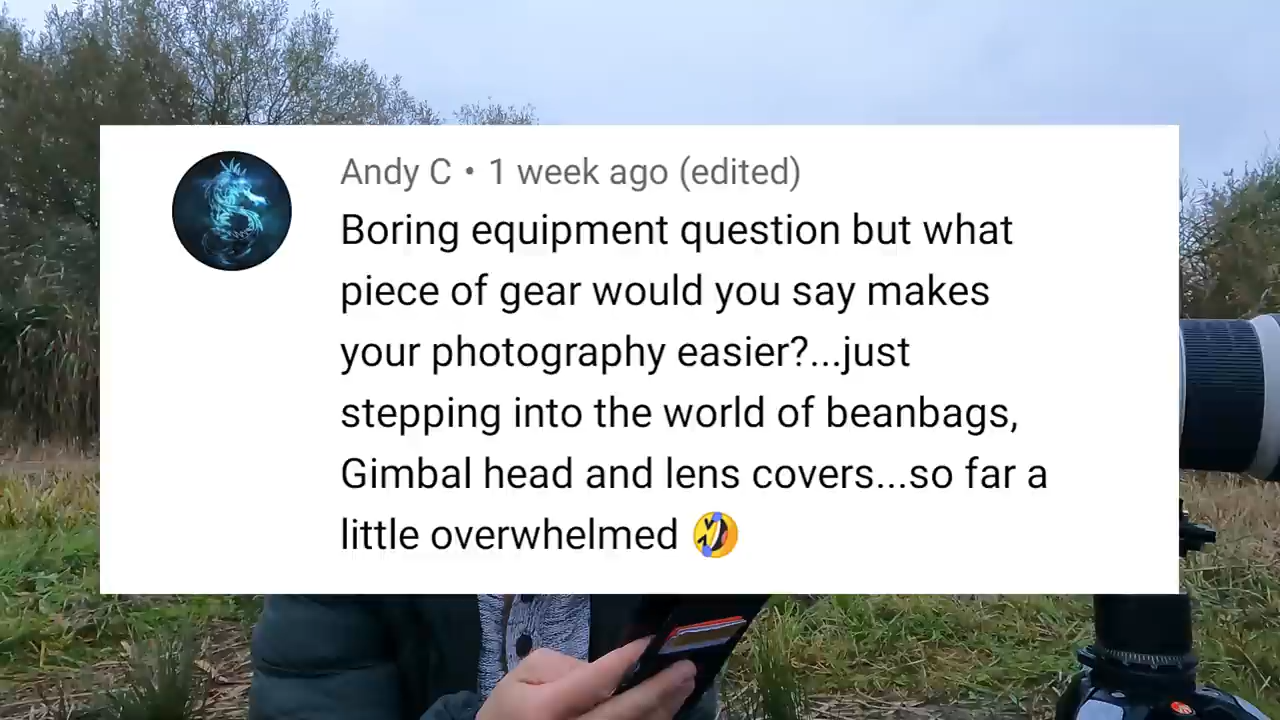 Andy C • 1 week ago (edited)
Boring equipment question but what
piece of gear would you say makes
your photography easier?...just
stepping into the world of beanbags,
Gimbal head and lens covers...so far a
little overwhelmed 🤣